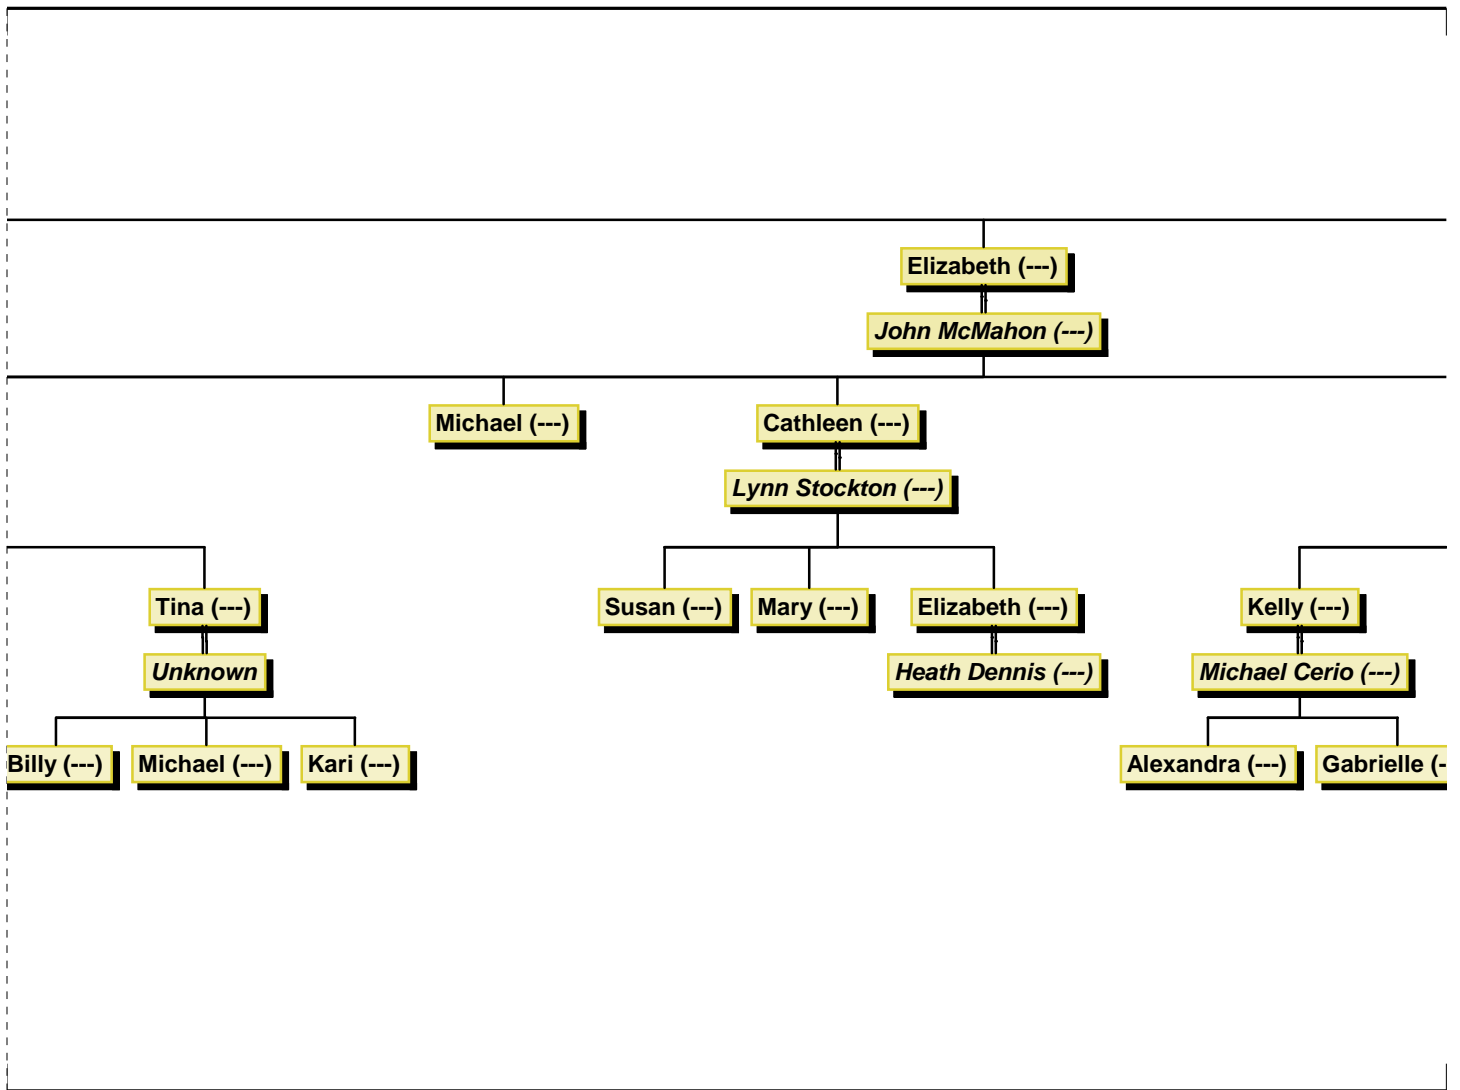 Elizabeth (---)
John McMahon (---)
Michael (---)
Cathleen (---)
Lynn Stockton (---)
Tina (---)
Susan (---)
Mary (---)
Elizabeth (---)
Kelly (---)
Unknown
Heath Dennis (---)
Michael Cerio (---)
Billy (---)
Michael (---)
Kari (---)
Alexandra (---)
Gabrielle (-